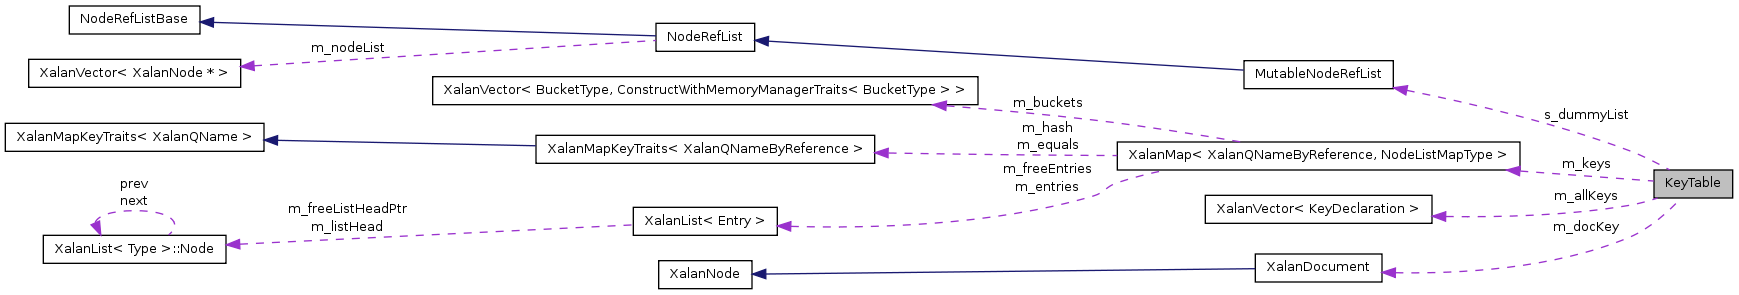 NodeRefListBase
m_nodeList
NodeRefList
XalanVector< XalanNode * >
MutableNodeRefList
XalanVector< BucketType, ConstructWithMemoryManagerTraits< BucketType > >
m_buckets
s_dummyList
XalanMapKeyTraits< XalanQName >
XalanMapKeyTraits< XalanQNameByReference >
m_hash
m_equals
XalanMap< XalanQNameByReference, NodeListMapType >
m_keys
KeyTable
m_freeEntries
m_entries
prev
next
m_freeListHeadPtr
m_listHead
XalanList< Entry >
XalanVector< KeyDeclaration >
m_allKeys
m_docKey
XalanList< Type >::Node
XalanNode
XalanDocument